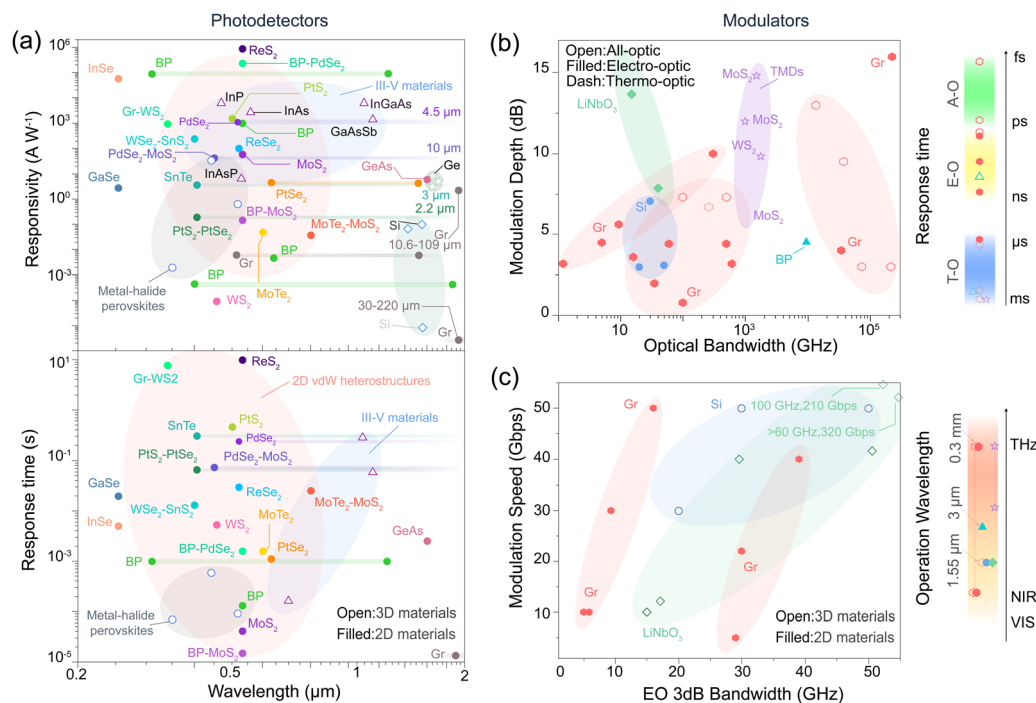 Photodetectors
Modulators
(a)
Responsivity (A W⁻¹)
10⁶
10³
10⁰
10⁻³
InSe
BP
ReS₂
BP-PdSe₂
III-V materials
PtS₂
InP
InAs
InGaAs
GaAsSb
4.5 µm
Gr-WS₂
PdSe₂
BP
WSe₂-SnS₂
ReSe₂
10 µm
PdSe₂-MoS₂
MoS₂
GeAs
Ge
GaSe
SnTe
InAsP
PtSe₂
3 µm
2.2 µm
BP-MoS₂
PtS₂-PtSe₂
MoTe₂-MoS₂
Si
Gr
10.6-109 µm
Gr
BP
Metal-halide
perovskites
BP
MoTe₂
WS₂
30-220 µm
Si
Gr
Response time (s)
10¹
10⁻¹
10⁻³
10⁻⁵
ReS₂
Gr-WS2
2D vdW heterostructures
PtS₂
III-V materials
SnTe
PdSe₂
PtS₂-PtSe₂
PdSe₂-MoS₂
GaSe
ReSe₂
WSe₂-SnS₂
MoTe₂-MoS₂
InSe
WS₂
MoTe₂
GeAs
BP-PdSe₂
PtSe₂
BP
BP
Metal-halide
perovskites
MoS₂
Open:3D materials
Filled:2D materials
BP-MoS₂
Gr
0.2
0.5
1
2
Wavelength (µm)
(b)
Modulation Depth (dB)
15
10
5
0
Open:All-optic
Filled:Electro-optic
Dash:Thermo-optic
MoS₂
TMDs
Gr
LiNbO₃
MoS₂
WS₂
Si
MoS₂
Gr
BP
Gr
Gr
10¹
10³
10⁵
Optical Bandwidth (GHz)
Response time
A-O
E-O
T-O
fs
ps
ns
µs
ms
(c)
Modulation Speed (Gbps)
50
40
30
20
10
0
Gr
Si
100 GHz,210 Gbps
>60 GHz,320 Gbps
Gr
LiNbO₃
Open:3D materials
Filled:2D materials
0
10
20
30
40
50
EO 3dB Bandwidth (GHz)
Operation Wavelength
0.3 mm
3 µm
1.55 µm
THz
NIR
VIS